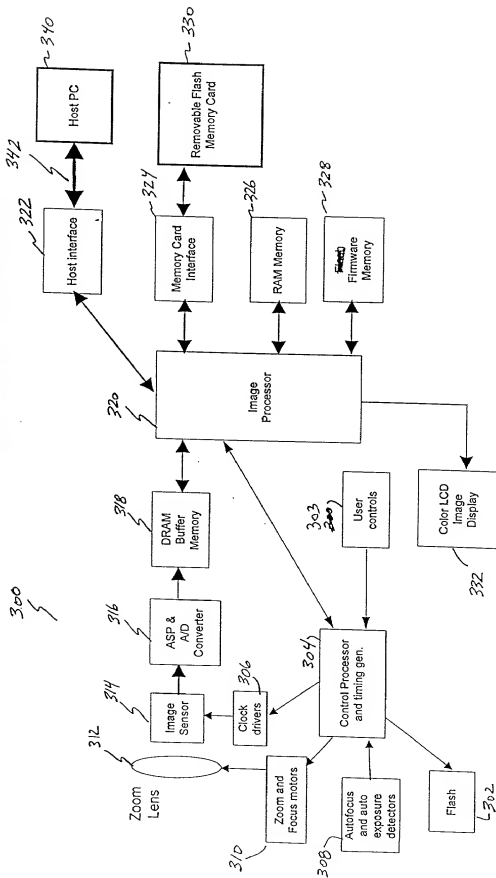 300
Zoom
Lens
312
314
Image
Sensor
316
ASP &
A/D
Converter
318
DRAM
Buffer
Memory
320
Image
Processor
322
Host interface
342
Host PC
340
324
Memory Card
Interface
Removable Flash
Memory Card
330
RAM Memory
326
Firmware
Memory
328
310
Zoom and
Focus motors
Clock
drivers
306
304
Control Processor
and timing gen.
303
User
controls
308
Autofocus
and auto
exposure
detectors
Flash
302
Color LCD
Image
Display
332